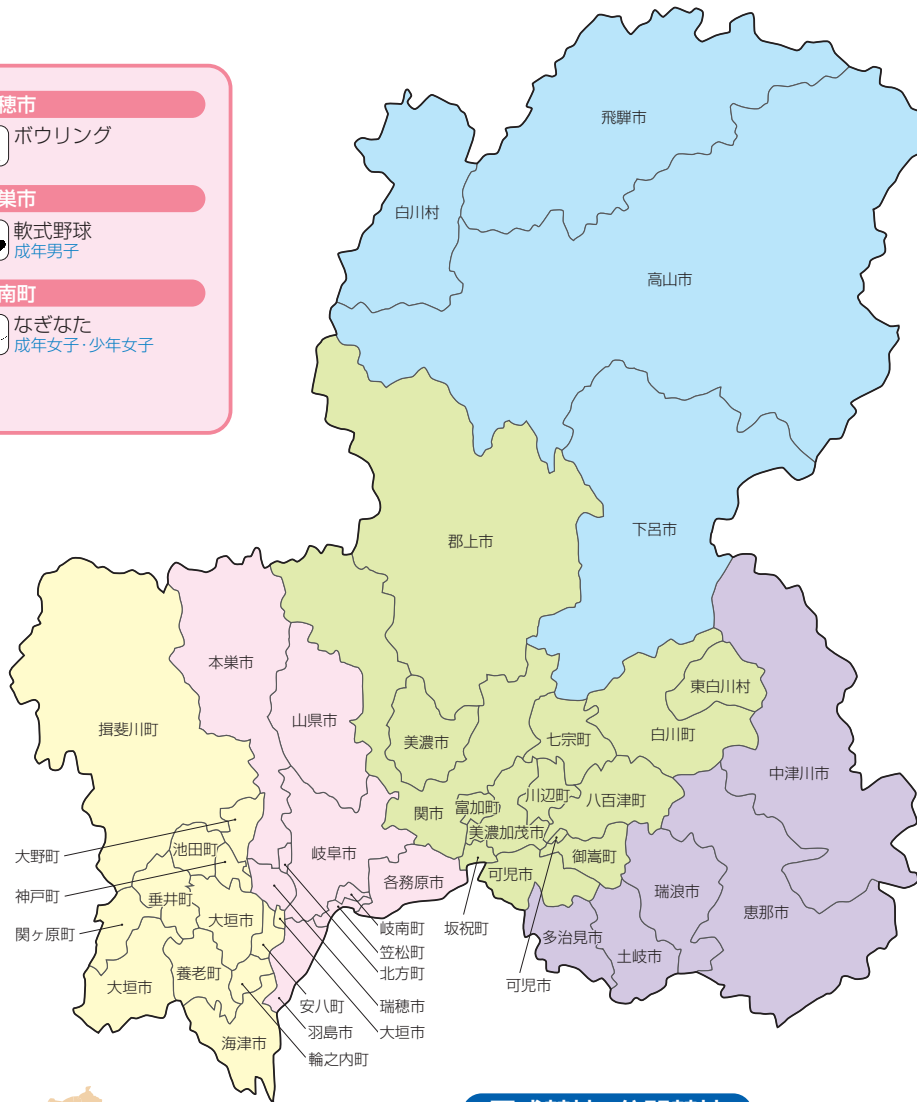 穂市
ボウリング
巣市
軟式野球
成年男子
南町
なぎなた
成年女子・少年女子
飛騨市
白川村
高山市
下呂市
郡上市
本巣市
山県市
揖斐川町
美濃市
七宗町
東白川村
白川町
中津川市
関市
富加町
川辺町
八百津町
美濃加茂市
大野町
池田町
岐阜市
御嵩町
可児市
各務原市
瑞浪市
神戸町
垂井町
大垣市
恵那市
関ヶ原町
岐南町
坂祝町
多治見市
笠松町
土岐市
養老町
北方町
大垣市
可児市
安八町
瑞穂市
羽島市
大垣市
海津市
輪之内町